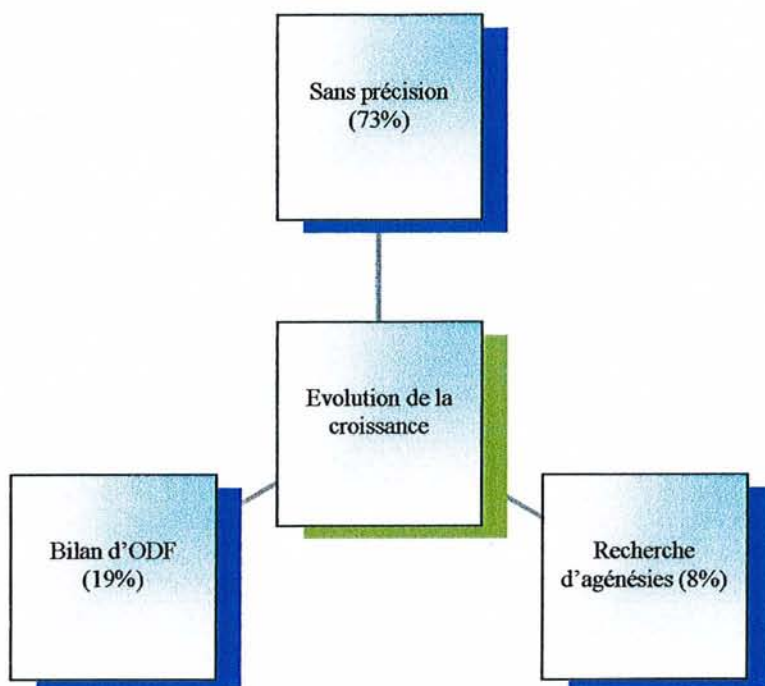 Sans précision
(73%)
Evolution de la
croissance
Bilan d'ODF
(19%)
Recherche
d'agénésies (8%)